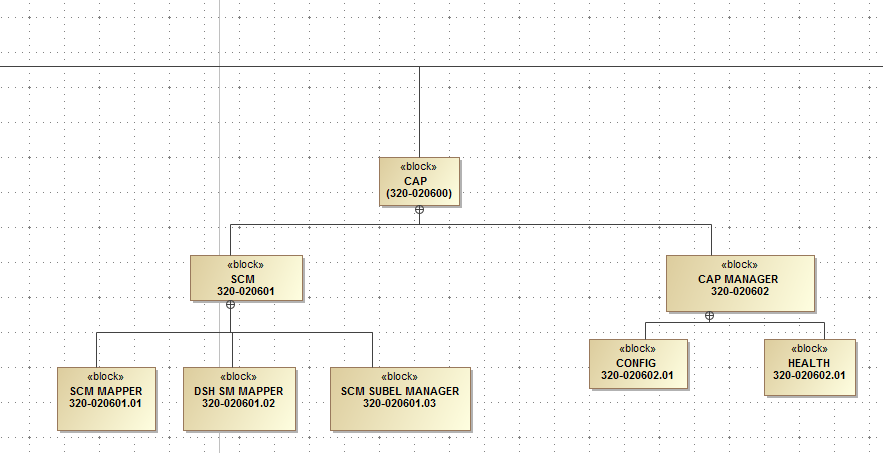 «block»
CAP
(320-020600)
«block»
SCM
320-020601
«block»
CAP MANAGER
320-020602
«block»
SCM MAPPER
320-020601.01
«block»
DSH SM MAPPER
320-020601.02
«block»
SCM SUBEL MANAGER
320-020601.03
«block»
CONFIG
320-020602.01
«block»
HEALTH
320-020602.01